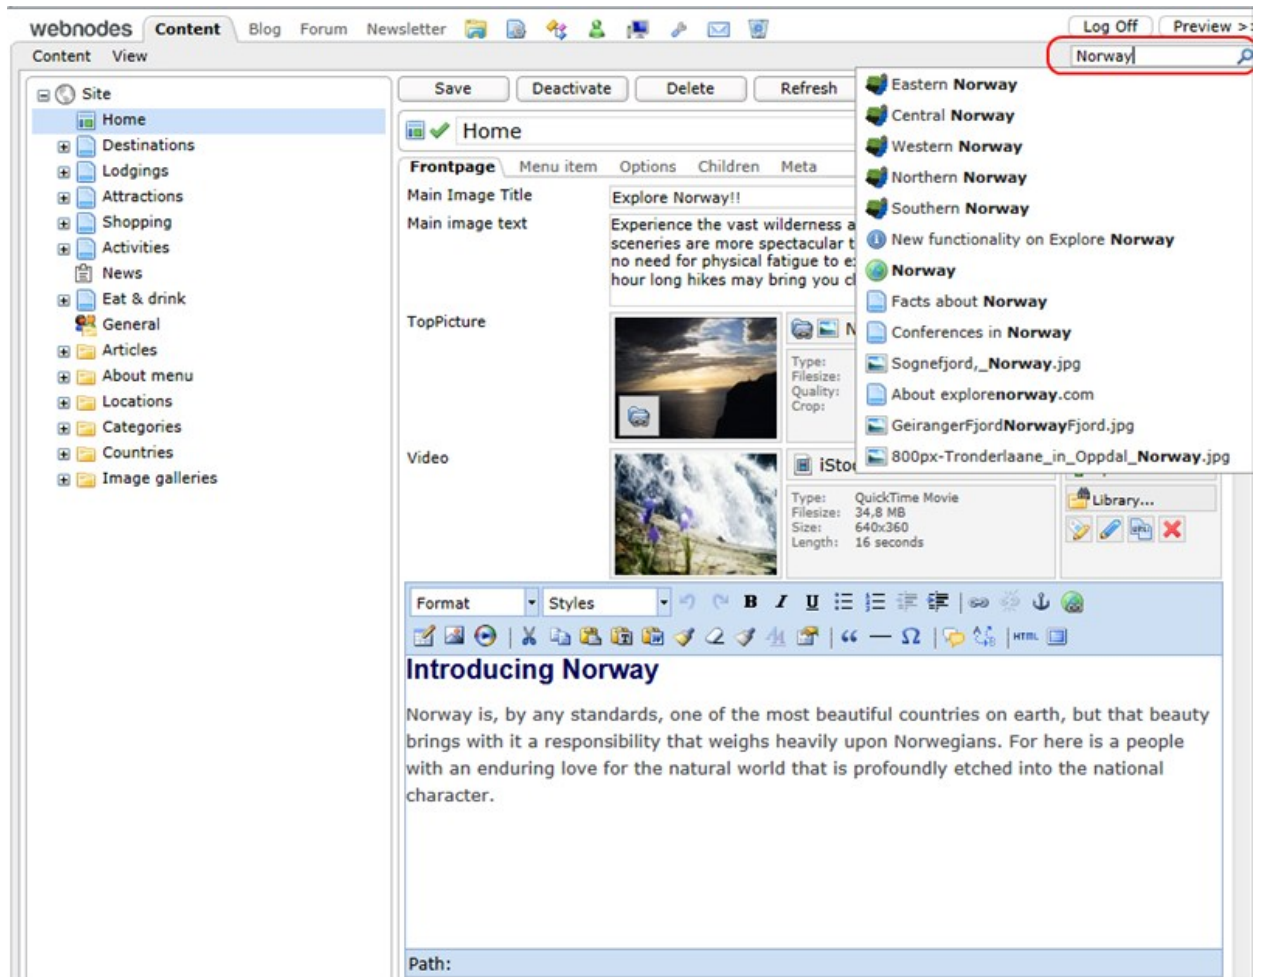 webnodes Content Blog Forum Newsletter Log Off Preview >
Content View Norway
Site
Home
Destinations
Lodgings
Attractions
Shopping
Activities
News
Eat & drink
General
Articles
About menu
Locations
Categories
Countries
Image galleries
Save Deactivate Delete Refresh
Home
Frontpage Menu item Options Children Meta
Main Image Title Explore Norway!!
Main image text Experience the vast wilderness a
sceneries are more spectacular t
no need for physical fatigue to e
hour long hikes may bring you cl
TopPicture N
Type:
Filesize:
Quality:
Crop:
Eastern Norway
Central Norway
Western Norway
Northern Norway
Southern Norway
New functionality on Explore Norway
Norway
Facts about Norway
Conferences in Norway
Sognefjord,_Norway.jpg
About explorenorway.com
GeirangerFjordNorwayFjord.jpg
800px-Tronderlaane_in_Oppdal_Norway.jpg
Video iStoc
Type: QuickTime Movie
Filesize: 34,8 MB
Size: 640x360
Length: 16 seconds
Library...
Format Styles B I U
HTML
Introducing Norway
Norway is, by any standards, one of the most beautiful countries on earth, but that beauty
brings with it a responsibility that weighs heavily upon Norwegians. For here is a people
with an enduring love for the natural world that is profoundly etched into the national
character.
Path: